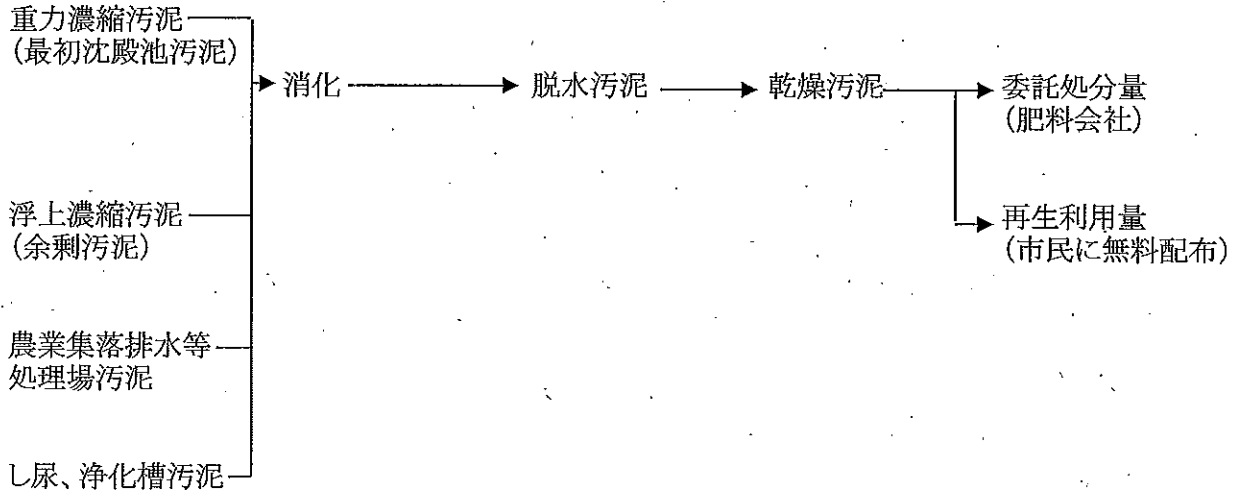 重力濃縮汚泥
(最初沈殿池汚泥)
消化
脱水汚泥
乾燥汚泥
委託処分量
(肥料会社)
浮上濃縮汚泥
(余剰汚泥)
再生利用量
(市民に無料配布)
農業集落排水等
処理場汚泥
し尿、浄化槽汚泥